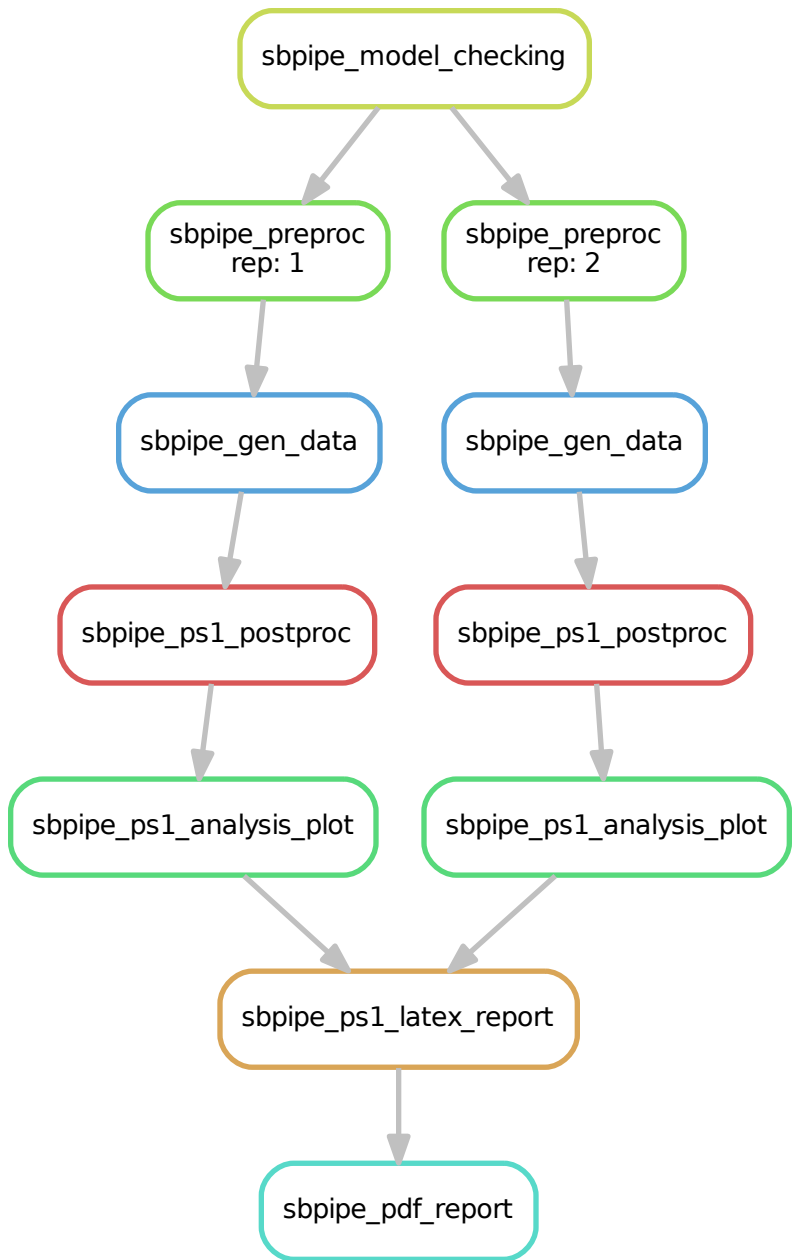 sbpipe_model_checking
sbpipe_preproc
rep: 1
sbpipe_preproc
rep: 2
sbpipe_gen_data
sbpipe_gen_data
sbpipe_ps1_postproc
sbpipe_ps1_postproc
sbpipe_ps1_analysis_plot
sbpipe_ps1_analysis_plot
sbpipe_ps1_latex_report
sbpipe_pdf_report